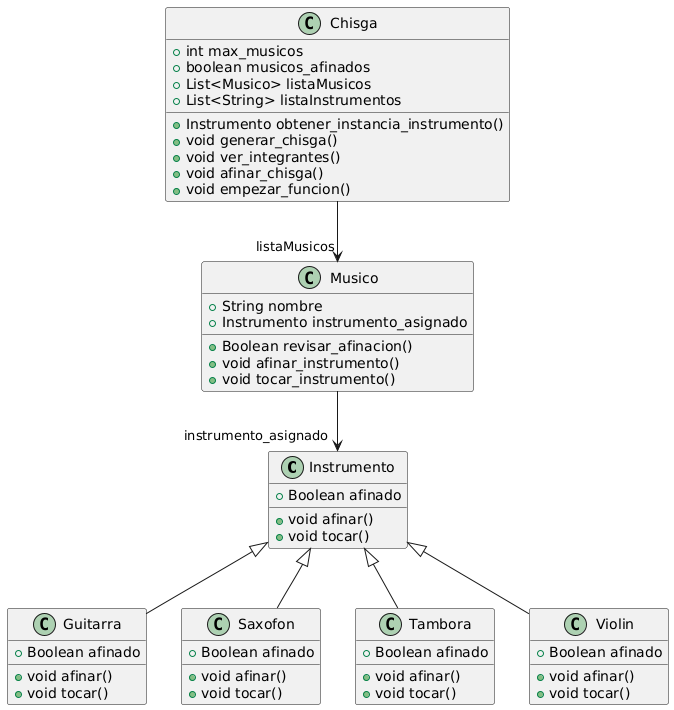 C Chisga
int max_musicos
boolean musicos_afinados
List<Musico> listaMusicos
List<String> listaInstrumentos
Instrumento obtener_instancia_instrumento()
void generar_chisga()
void ver_integrantes()
void afinar_chisga()
void empezar_funcion()
listaMusicos
C Musico
String nombre
Instrumento instrumento_asignado
Boolean revisar_afinacion()
void afinar_instrumento()
void tocar_instrumento()
instrumento_asignado
C Instrumento
Boolean afinado
void afinar()
void tocar()
C Guitarra
Boolean afinado
void afinar()
void tocar()
C Saxofon
Boolean afinado
void afinar()
void tocar()
C Tambora
Boolean afinado
void afinar()
void tocar()
C Violin
Boolean afinado
void afinar()
void tocar()